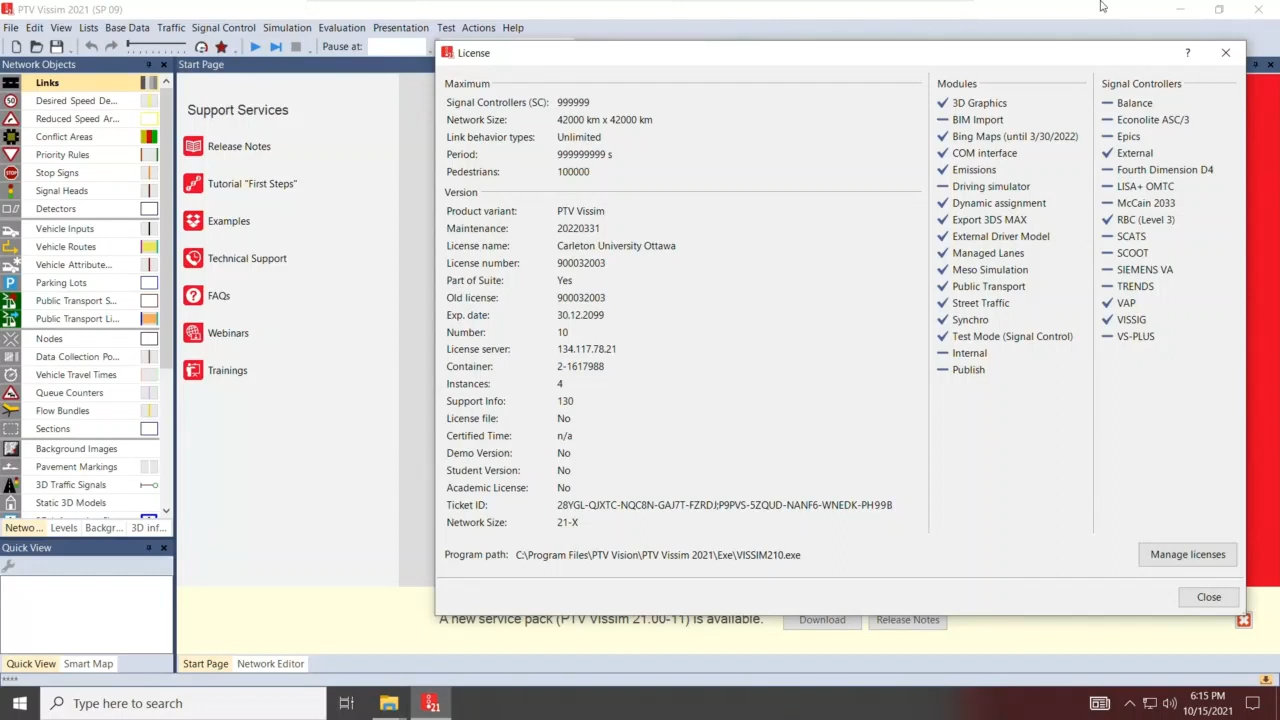 PTV Vissim 2021 (SP 09)
File Edit View Lists Base Data Traffic Signal Control Simulation Evaluation Presentation Test Actions Help
Pause at:
Network Objects
Links
Desired Speed De...
Reduced Speed Ar...
Conflict Areas
Priority Rules
Stop Signs
Signal Heads
Detectors
Vehicle Inputs
Vehicle Routes
Vehicle Attribute...
Parking Lots
Public Transport S...
Public Transport Li...
Nodes
Data Collection Po...
Vehicle Travel Times
Queue Counters
Flow Bundles
Sections
Background Images
Pavement Markings
3D Traffic Signals
Static 3D Models
Netwo... Levels Backgr... 3D inf...
Quick View
Quick View Smart Map
Start Page
Support Services
Release Notes
Tutorial "First Steps"
Examples
Technical Support
FAQs
Webinars
Trainings
License
Maximum
Signal Controllers (SC): 999999
Network Size: 42000 km x 42000 km
Link behavior types: Unlimited
Period: 999999999 s
Pedestrians: 100000
Version
Product variant: PTV Vissim
Maintenance: 20220331
License name: Carleton University Ottawa
License number: 900032003
Part of Suite: Yes
Old license: 900032003
Exp. date: 30.12.2099
Number: 10
License server: 134.117.78.21
Container: 2-1617988
Instances: 4
Support Info: 130
License file: No
Certified Time: n/a
Demo Version: No
Student Version: No
Academic License: No
Ticket ID: 28YGL-QJXTC-NQC8N-GAJ7T-FZRDJ;P9PVS-5ZQUD-NANF6-WNEDK-PH99B
Network Size: 21-X
Modules
3D Graphics
BIM Import
Bing Maps (until 3/30/2022)
COM interface
Emissions
Driving simulator
Dynamic assignment
Export 3DS MAX
External Driver Model
Managed Lanes
Meso Simulation
Public Transport
Street Traffic
Synchro
Test Mode (Signal Control)
Internal
Publish
Signal Controllers
Balance
Econolite ASC/3
Epics
External
Fourth Dimension D4
LISA+ OMTC
McCain 2033
RBC (Level 3)
SCATS
SCOOT
SIEMENS VA
TRENDS
VAP
VISSIG
VS-PLUS
Program path: C:\Program Files\PTV Vision\PTV Vissim 2021\Exe\VISSIM210.exe
Manage licenses
Close
A new service pack (PTV Vissim 21.00-11) is available. Download Release Notes
Start Page Network Editor
****
Type here to search
21
6:15 PM
10/15/2021